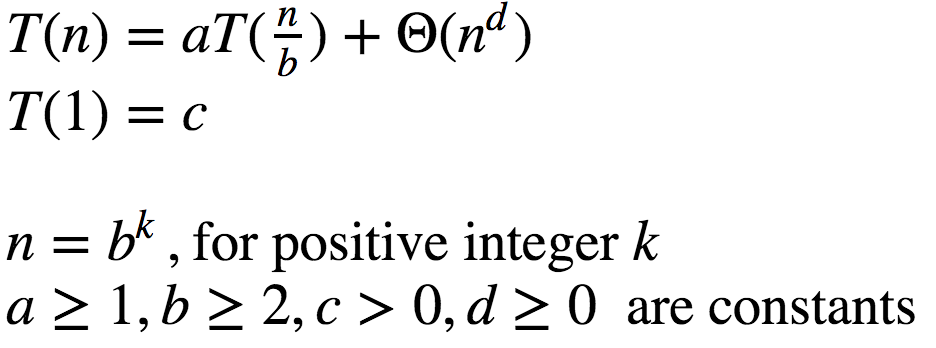 T(n) = aT(n/b) + Θ(n^d)
T(1) = c
n = b^k , for positive integer k
a ≥ 1, b ≥ 2, c > 0, d ≥ 0 are constants